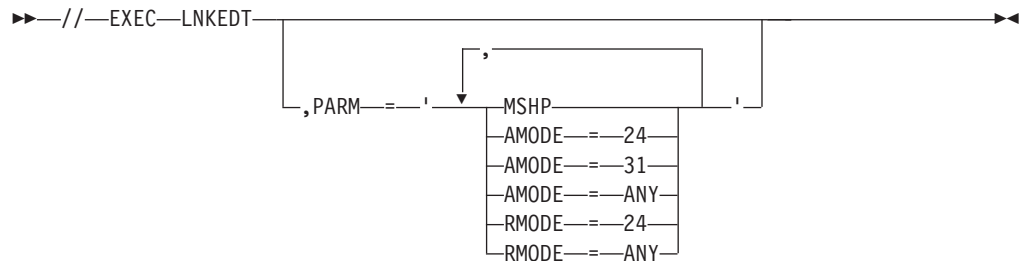 // EXEC LNKEDT
,
,PARM = ' MSHP '
AMODE = 24
AMODE = 31
AMODE = ANY
RMODE = 24
RMODE = ANY